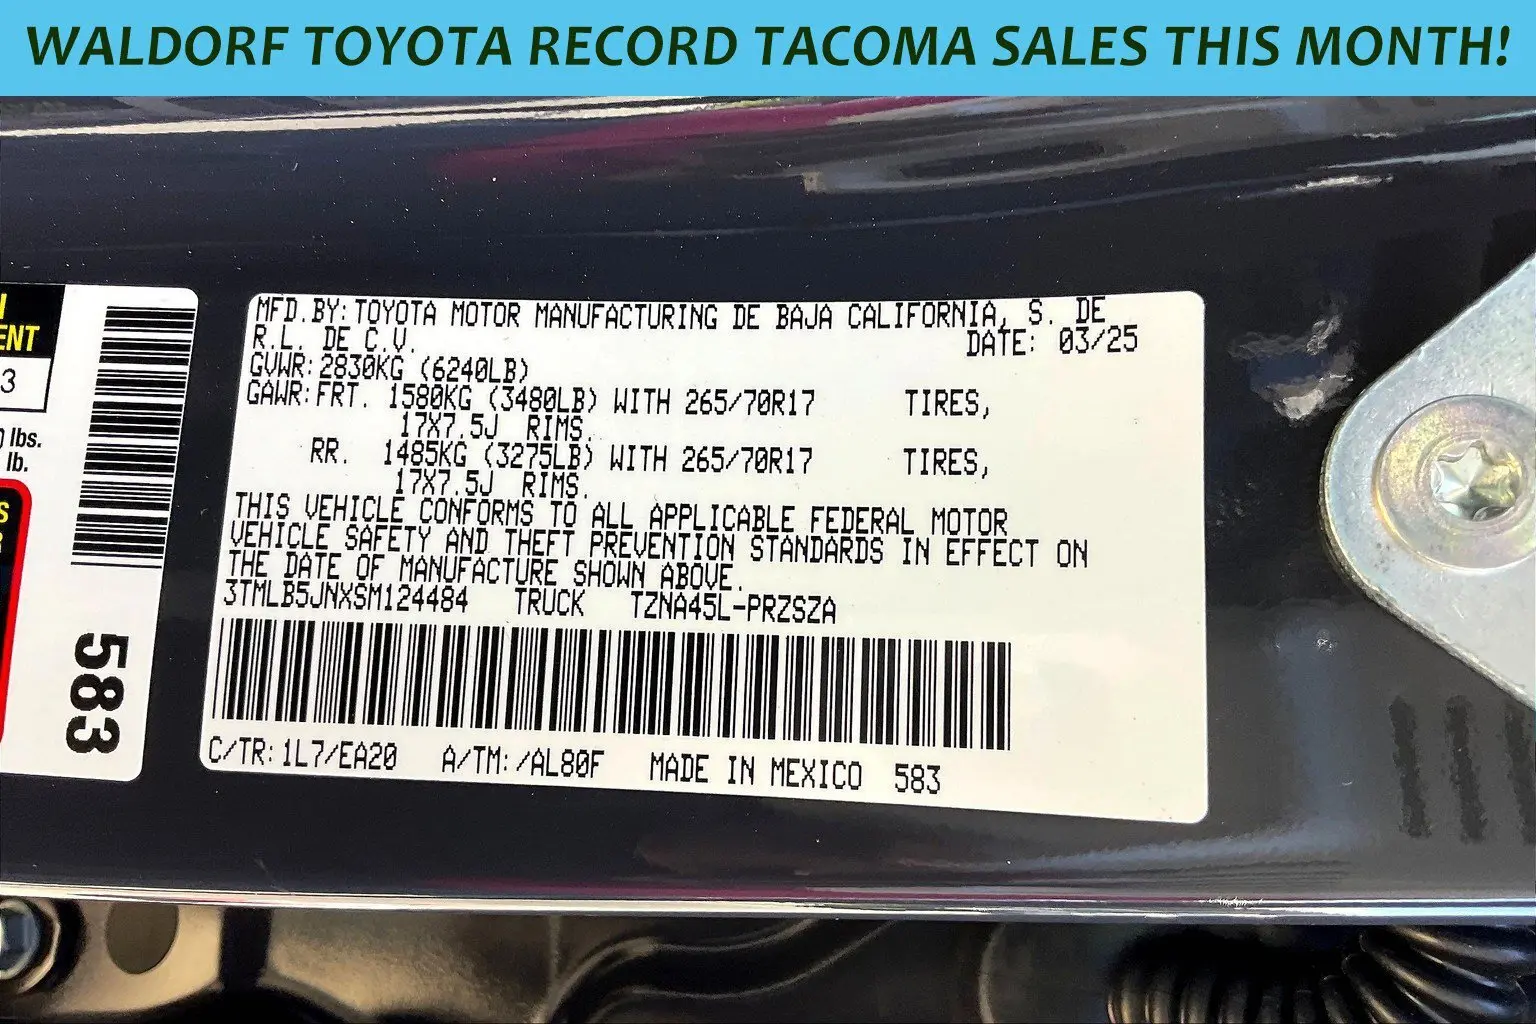 WALDORF TOYOTA RECORD TACOMA SALES THIS MONTH!
ENT
3
lbs.
lb.
S
583
MFD.BY:TOYOTA MOTOR MANUFACTURING DE BAJA CALIFORNIA, S. DE
R.L. DE C.V. DATE: 03/25
GVWR:2830KG (6240LB)
GAWR:FRT. 1580KG (3480LB) WITH 265/70R17 TIRES,
17X7.5J RIMS.
RR. 1485KG (3275LB) WITH 265/70R17 TIRES,
17X7.5J RIMS.
THIS VEHICLE CONFORMS TO ALL APPLICABLE FEDERAL MOTOR
VEHICLE SAFETY AND THEFT PREVENTION STANDARDS IN EFFECT ON
THE DATE OF MANUFACTURE SHOWN ABOVE.
3TMLB5JNXSM124484 TRUCK TZNA45L-PRZSZA
C/TR:1L7/EA20 A/TM:/AL80F MADE IN MEXICO 583